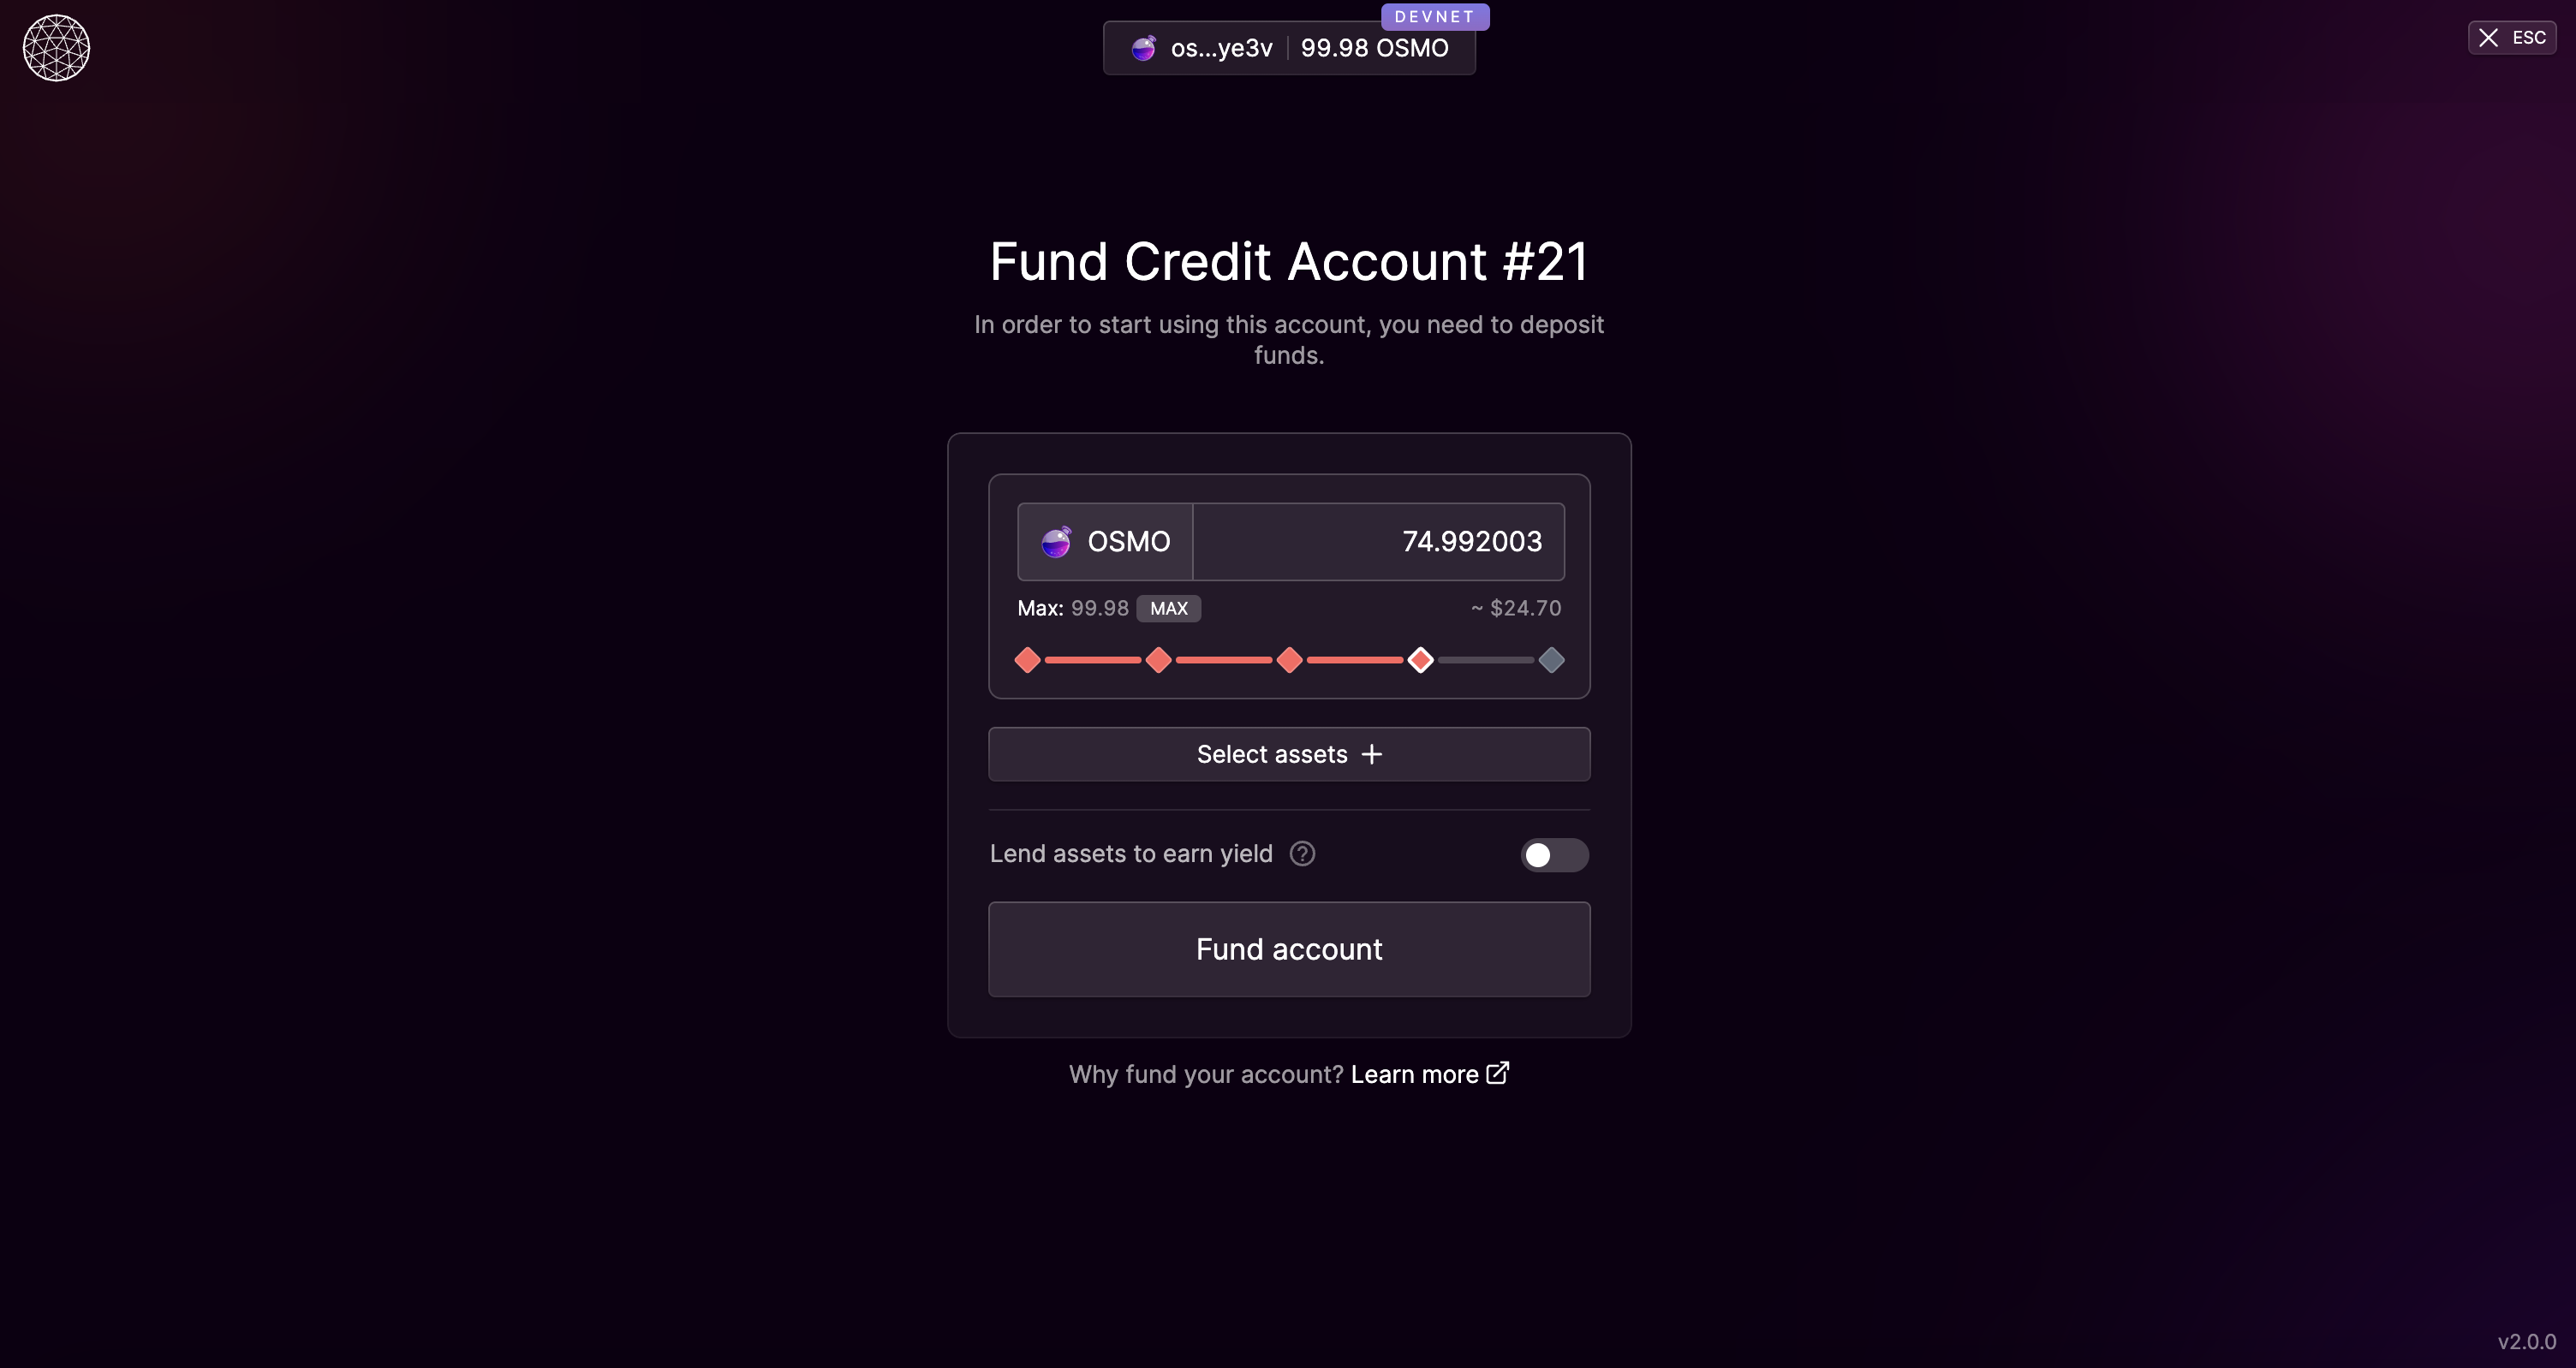 DEVNET
os...ye3v 99.98 OSMO
ESC
Fund Credit Account #21
In order to start using this account, you need to deposit
funds.
OSMO 74.992003
Max: 99.98 MAX ~ $24.70
Select assets +
Lend assets to earn yield ?
Fund account
Why fund your account? Learn more
v2.0.0